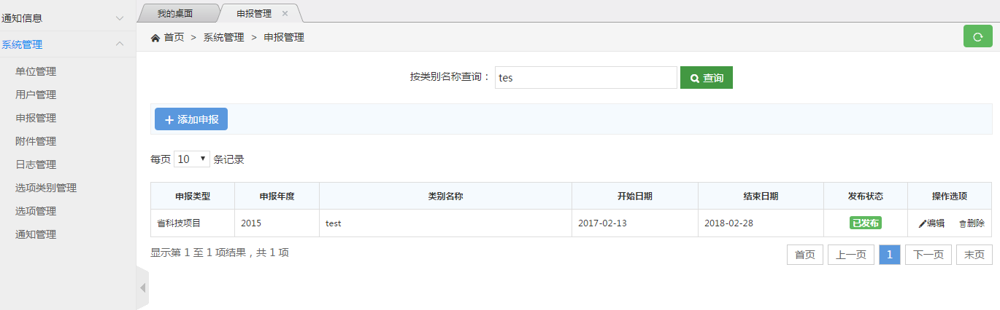 通知信息
系统管理
单位管理
用户管理
申报管理
附件管理
日志管理
选项类别管理
选项管理
通知管理
我的桌面 申报管理 ×
首页 > 系统管理 > 申报管理
按类别名称查询： tes 查询
添加申报
每页 10 条记录
申报类型 申报年度 类别名称 开始日期 结束日期 发布状态 操作选项
省科技项目 2015 test 2017-02-13 2018-02-28 已发布 编辑 删除
显示第 1 至 1 项结果，共 1 项
首页 上一页 1 下一页 末页